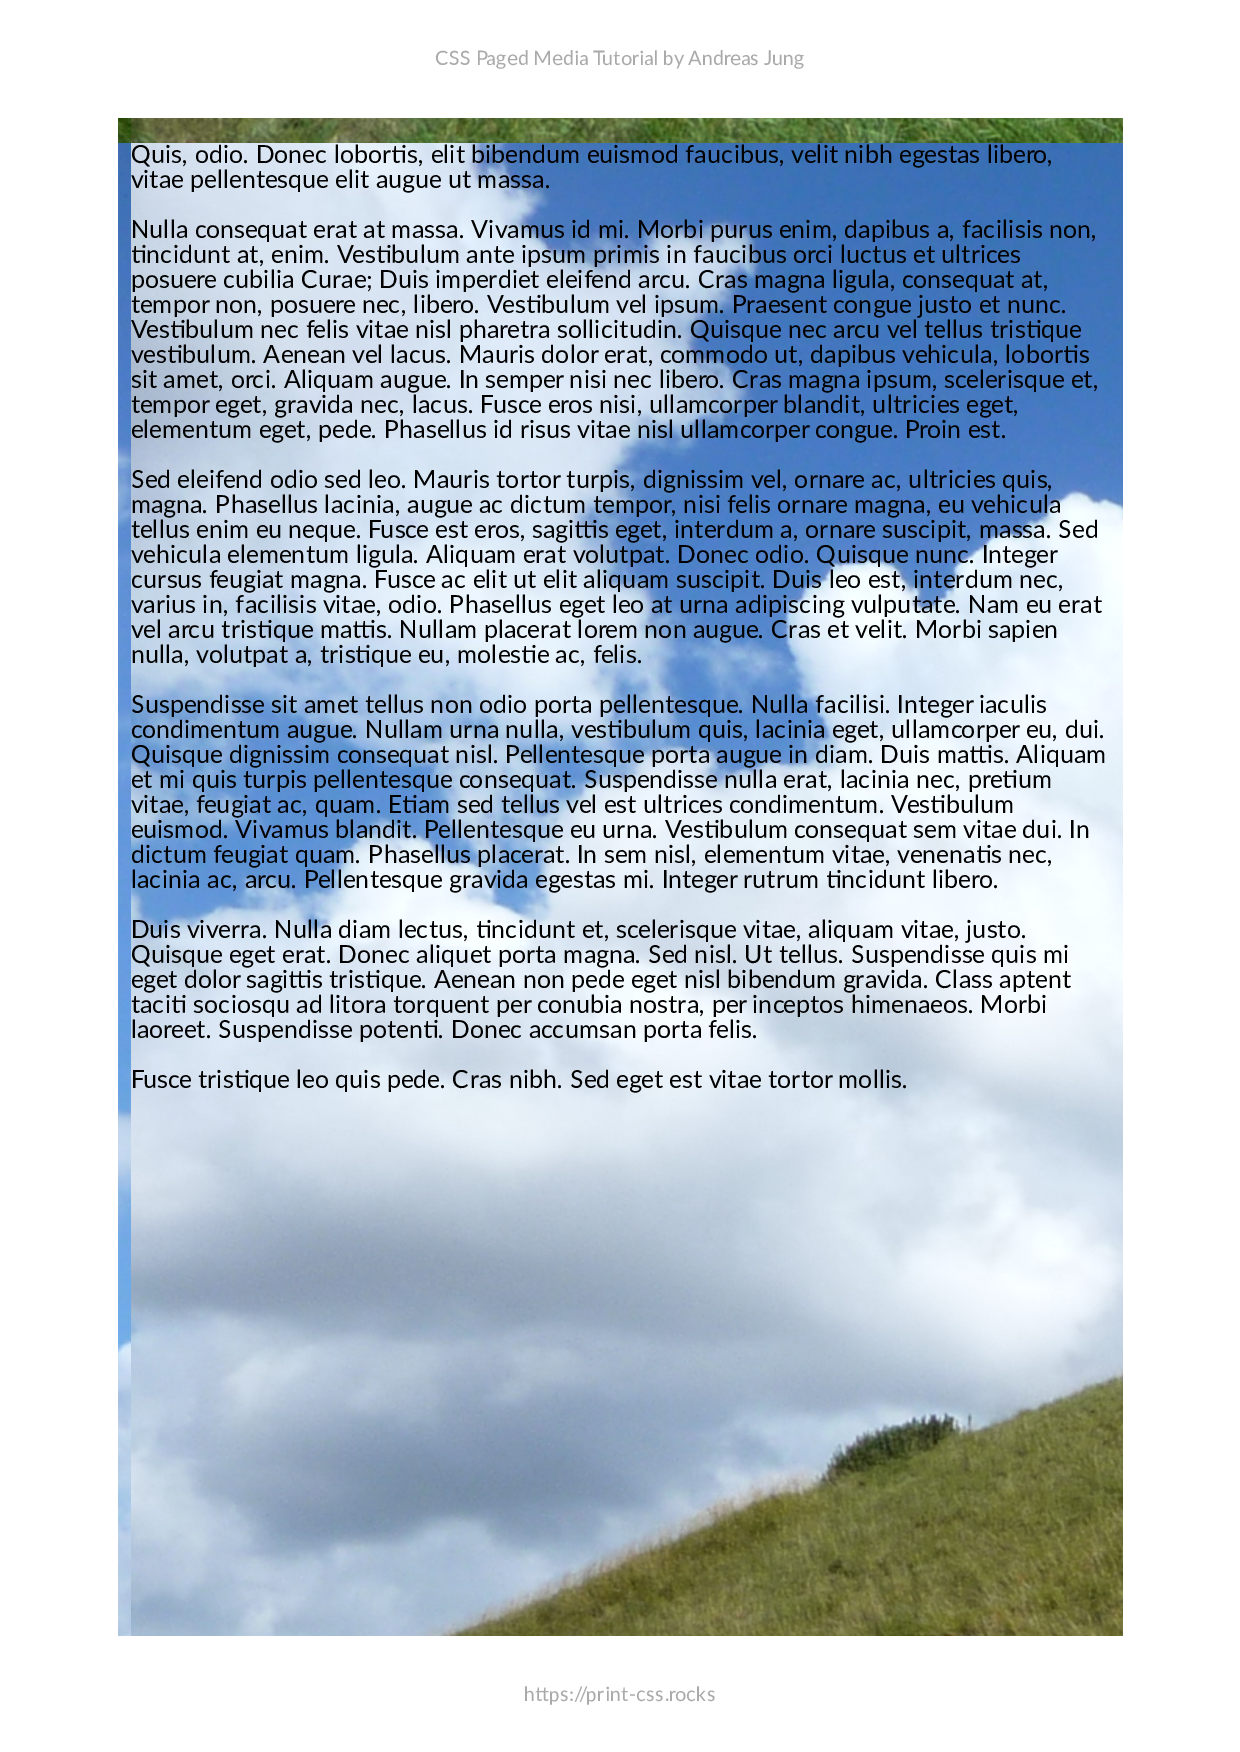 CSS Paged Media Tutorial by Andreas Jung
Quis, odio. Donec lobortis, elit bibendum euismod faucibus, velit nibh egestas libero,
vitae pellentesque elit augue ut massa.
Nulla consequat erat at massa. Vivamus id mi. Morbi purus enim, dapibus a, facilisis non,
tincidunt at, enim. Vestibulum ante ipsum primis in faucibus orci luctus et ultrices
posuere cubilia Curae; Duis imperdiet eleifend arcu. Cras magna ligula, consequat at,
tempor non, posuere nec, libero. Vestibulum vel ipsum. Praesent congue justo et nunc.
Vestibulum nec felis vitae nisl pharetra sollicitudin. Quisque nec arcu vel tellus tristique
vestibulum. Aenean vel lacus. Mauris dolor erat, commodo ut, dapibus vehicula, lobortis
sit amet, orci. Aliquam augue. In semper nisi nec libero. Cras magna ipsum, scelerisque et,
tempor eget, gravida nec, lacus. Fusce eros nisi, ullamcorper blandit, ultricies eget,
elementum eget, pede. Phasellus id risus vitae nisl ullamcorper congue. Proin est.
Sed eleifend odio sed leo. Mauris tortor turpis, dignissim vel, ornare ac, ultricies quis,
magna. Phasellus lacinia, augue ac dictum tempor, nisi felis ornare magna, eu vehicula
tellus enim eu neque. Fusce est eros, sagittis eget, interdum a, ornare suscipit, massa. Sed
vehicula elementum ligula. Aliquam erat volutpat. Donec odio. Quisque nunc. Integer
cursus feugiat magna. Fusce ac elit ut elit aliquam suscipit. Duis leo est, interdum nec,
varius in, facilisis vitae, odio. Phasellus eget leo at urna adipiscing vulputate. Nam eu erat
vel arcu tristique mattis. Nullam placerat lorem non augue. Cras et velit. Morbi sapien
nulla, volutpat a, tristique eu, molestie ac, felis.
Suspendisse sit amet tellus non odio porta pellentesque. Nulla facilisi. Integer iaculis
condimentum augue. Nullam urna nulla, vestibulum quis, lacinia eget, ullamcorper eu, dui.
Quisque dignissim consequat nisl. Pellentesque porta augue in diam. Duis mattis. Aliquam
et mi quis turpis pellentesque consequat. Suspendisse nulla erat, lacinia nec, pretium
vitae, feugiat ac, quam. Etiam sed tellus vel est ultrices condimentum. Vestibulum
euismod. Vivamus blandit. Pellentesque eu urna. Vestibulum consequat sem vitae dui. In
dictum feugiat quam. Phasellus placerat. In sem nisl, elementum vitae, venenatis nec,
lacinia ac, arcu. Pellentesque gravida egestas mi. Integer rutrum tincidunt libero.
Duis viverra. Nulla diam lectus, tincidunt et, scelerisque vitae, aliquam vitae, justo.
Quisque eget erat. Donec aliquet porta magna. Sed nisl. Ut tellus. Suspendisse quis mi
eget dolor sagittis tristique. Aenean non pede eget nisl bibendum gravida. Class aptent
taciti sociosqu ad litora torquent per conubia nostra, per inceptos himenaeos. Morbi
laoreet. Suspendisse potenti. Donec accumsan porta felis.
Fusce tristique leo quis pede. Cras nibh. Sed eget est vitae tortor mollis.
https://print-css.rocks